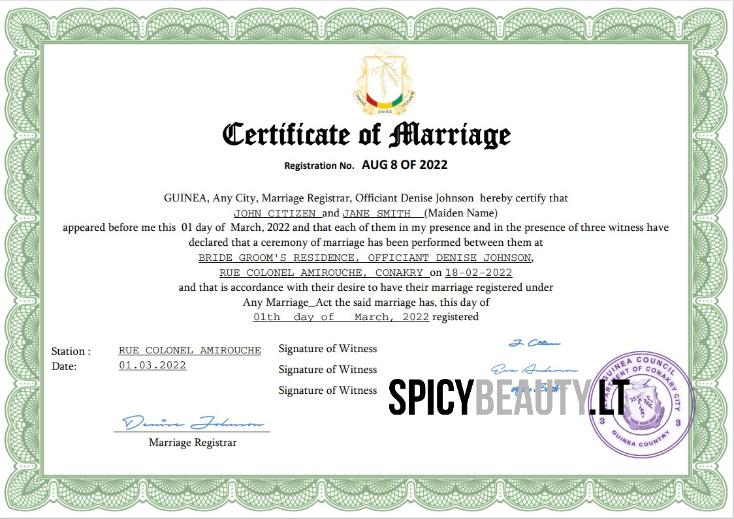 Certificate of Marriage
Registration No. AUG 8 OF 2022
GUINEA, Any City, Marriage Registrar, Officiant Denise Johnson hereby certify that
JOHN CITIZEN and JANE SMITH (Maiden Name)
appeared before me this 01 day of March, 2022 and that each of them in my presence and in the presence of three witness have
declared that a ceremony of marriage has been performed between them at
BRIDE GROOM'S RESIDENCE, OFFICIANT DENISE JOHNSON,
RUE COLONEL AMIROUCHE, CONAKRY on 18-02-2022
and that is accordance with their desire to have their marriage registered under
Any Marriage_Act the said marriage has, this day of
01th day of March, 2022 registered
Station : RUE COLONEL AMIROUCHE
Date: 01.03.2022
Signature of Witness
Signature of Witness
Signature of Witness
Denise Johnson
Marriage Registrar
SPICYBEAUTY.LT
GUINEA COUNCIL
OF CONAKRY CITY
3 3
GUINEA COUNTRY